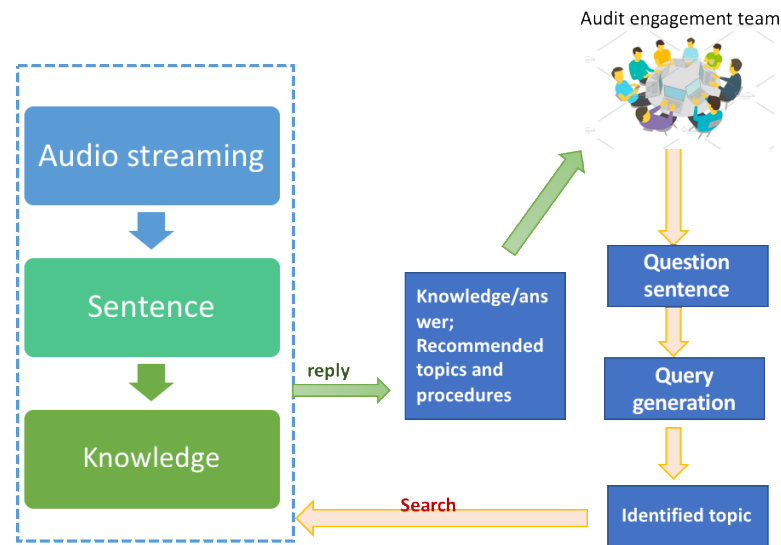 Audit engagement team
Audio streaming
Sentence
Knowledge
reply
Knowledge/ans
wer;
Recommended
topics and
procedures
Question
sentence
Query
generation
Identified topic
Search